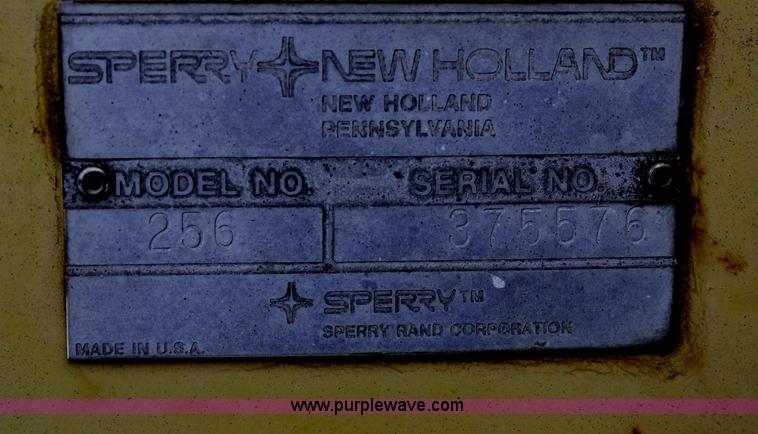 SPERRY NEW HOLLAND™
NEW HOLLAND
PENNSYLVANIA
MODEL NO. SERIAL NO.
256 375576
SPERRY™
SPERRY RAND CORPORATION
MADE IN U.S.A.
www.purplewave.com